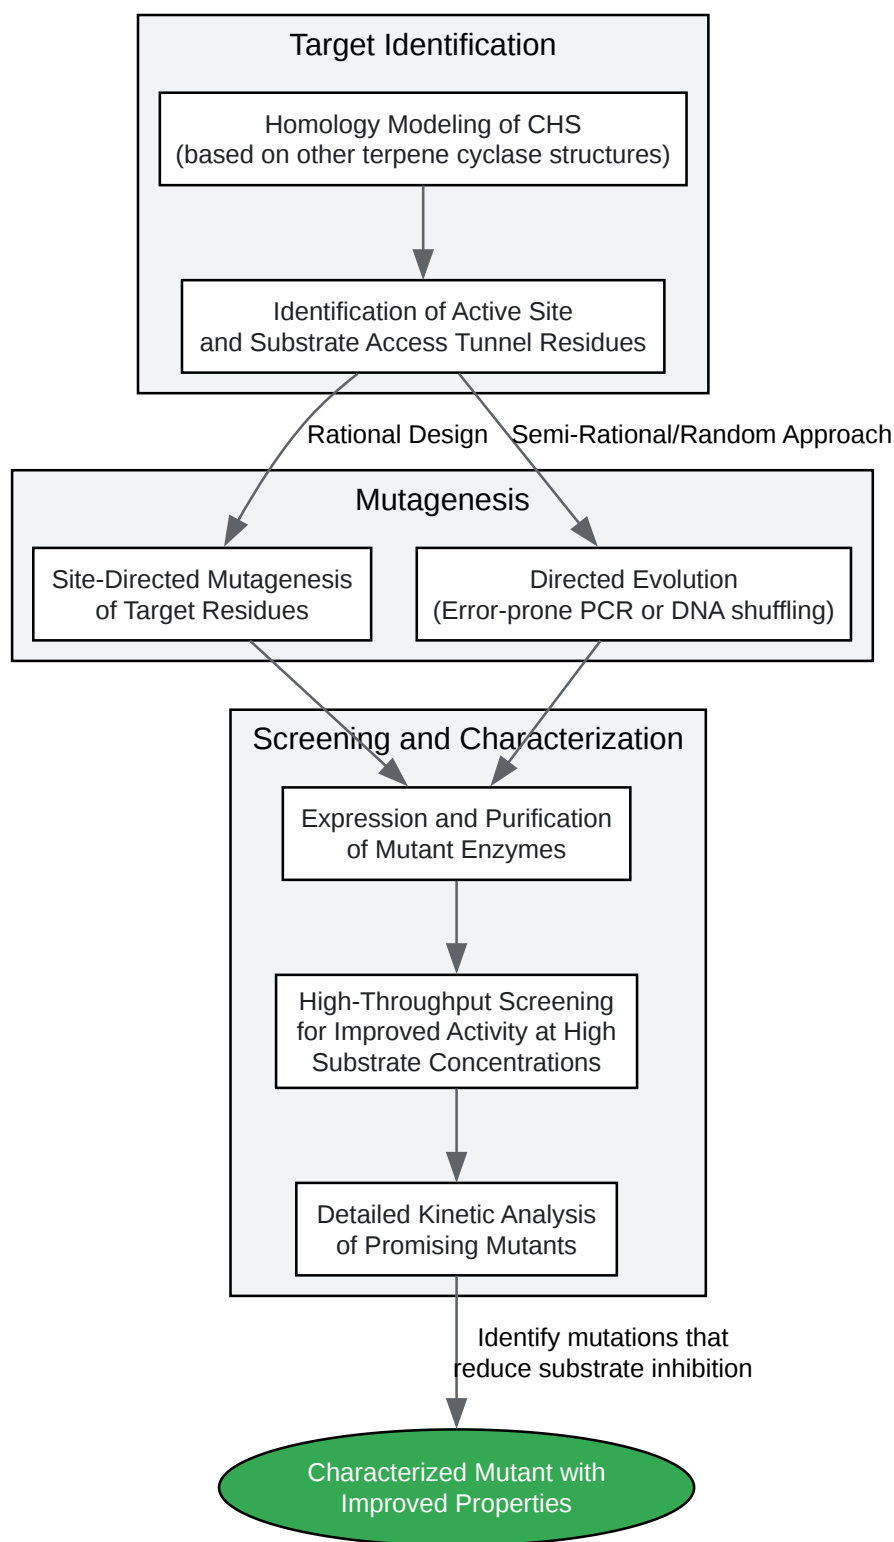 Target Identification
Homology Modeling of CHS
(based on other terpene cyclase structures)
Identification of Active Site
and Substrate Access Tunnel Residues
Rational Design
Semi-Rational/Random Approach
Mutagenesis
Site-Directed Mutagenesis
of Target Residues
Directed Evolution
(Error-prone PCR or DNA shuffling)
Screening and Characterization
Expression and Purification
of Mutant Enzymes
High-Throughput Screening
for Improved Activity at High
Substrate Concentrations
Detailed Kinetic Analysis
of Promising Mutants
Identify mutations that
reduce substrate inhibition
Characterized Mutant with
Improved Properties